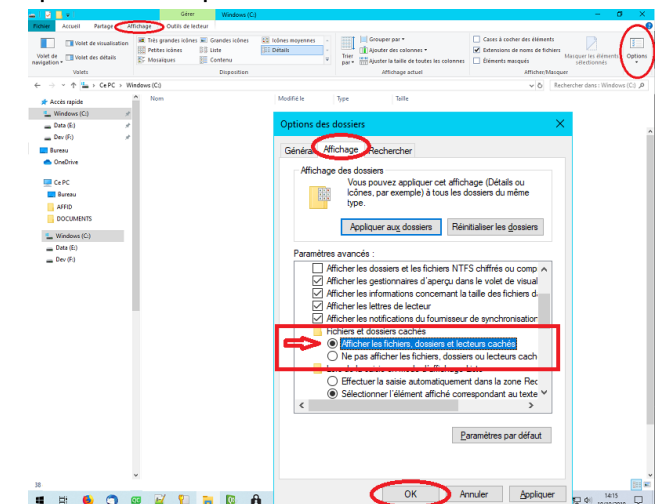 Gérer
Windows (C:)
Fichier Accueil Partage Affichage Outils de lecteur
Volet de navigation
Volet de visualisation
Volet des détails
Volets
Très grandes icônes Grandes icônes Icônes moyennes
Petites icônes Liste Détails
Mosaïques Contenu
Disposition
Trier par
Grouper par
Ajouter des colonnes
Ajuster la taille de toutes les colonnes
Affichage actuel
Cases à cocher des éléments
Extensions de noms de fichiers
Éléments masqués
Masquer les éléments sélectionnés
Afficher/Masquer
Options
Ce PC > Windows (C:)
Rechercher dans : Windows (C:)
Nom Modifié le Type Taille
Accès rapide
Windows (C:)
Data (E:)
Dev (F:)
Bureau
OneDrive
Ce PC
Bureau
AFFID
DOCUMENTS
Windows (C:)
Data (E:)
Dev (F:)
Options des dossiers
Général Affichage Rechercher
Affichage des dossiers
Vous pouvez appliquer cet affichage (Détails ou
Icônes, par exemple) à tous les dossiers du même
type.
Appliquer aux dossiers Réinitialiser les dossiers
Paramètres avancés :
Afficher les dossiers et les fichiers NTFS chiffrés ou comp
Afficher les gestionnaires d'aperçu dans le volet de visual
Afficher les informations concernant la taille des fichiers d
Afficher les lettres de lecteur
Afficher les notifications du fournisseur de synchronisation
Fichiers et dossiers cachés
Afficher les fichiers, dossiers et lecteurs cachés
Ne pas afficher les fichiers, dossiers ou lecteurs cach
Lors de la saisie en mode d'affichage Liste
Effectuer la saisie automatiquement dans la zone Rec
Sélectionner l'élément affiché correspondant au texte
Paramètres par défaut
OK Annuler Appliquer
38
14:15